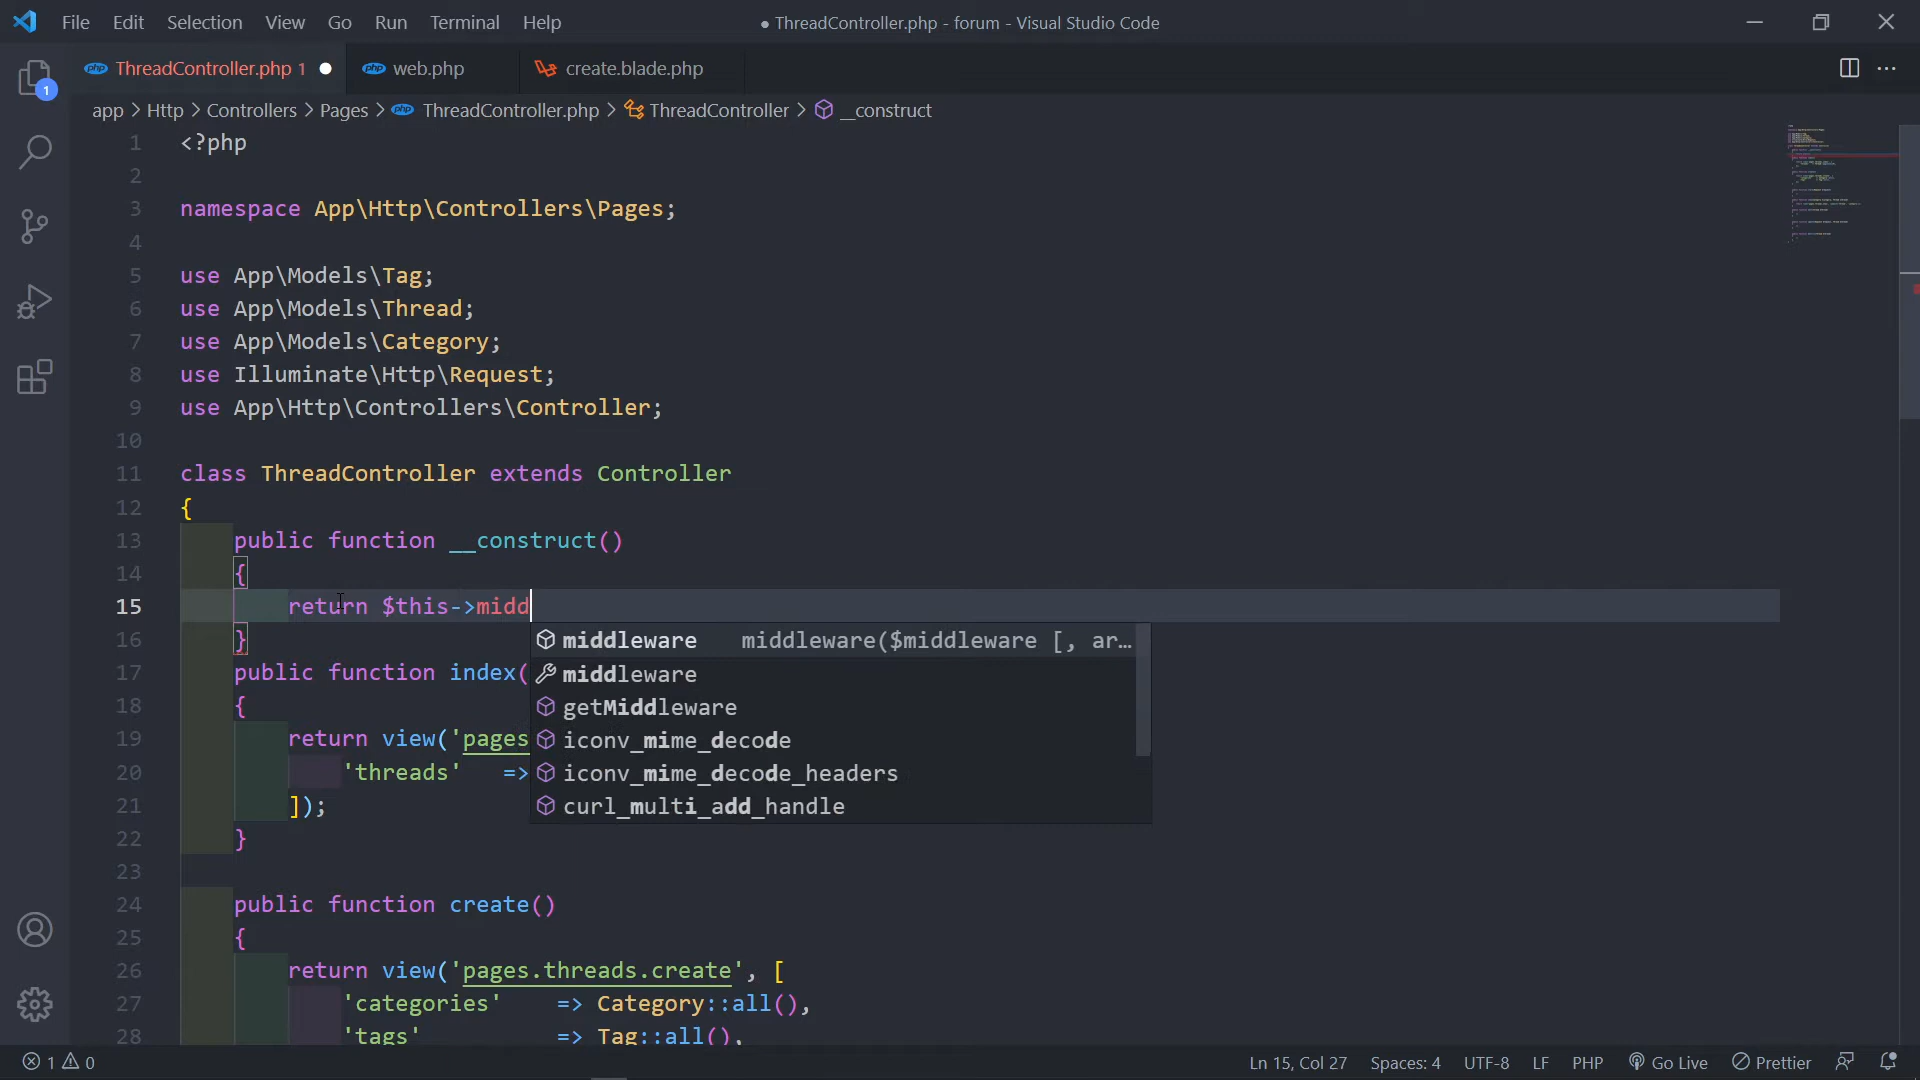 File Edit Selection View Go Run Terminal Help
● ThreadController.php - forum - Visual Studio Code
ThreadController.php 1 ●
web.php
create.blade.php
app > Http > Controllers > Pages > ThreadController.php > ThreadController > __construct
1
1 <?php
2
3 namespace App\Http\Controllers\Pages;
4
5 use App\Models\Tag;
6 use App\Models\Thread;
7 use App\Models\Category;
8 use Illuminate\Http\Request;
9 use App\Http\Controllers\Controller;
10
11 class ThreadController extends Controller
12 {
13 public function __construct()
14 {
15 return $this->midd
16 }
middleware middleware($middleware [, ar…
middleware
getMiddleware
iconv_mime_decode
iconv_mime_decode_headers
curl_multi_add_handle
17 public function index(
18 {
19 return view('pages
20 'threads' =>
21 ]);
22 }
23
24 public function create()
25 {
26 return view('pages.threads.create', [
27 'categories' => Category::all(),
28 'tags' => Tag::all(),
1 0
Ln 15, Col 27 Spaces: 4 UTF-8 LF PHP Go Live Prettier